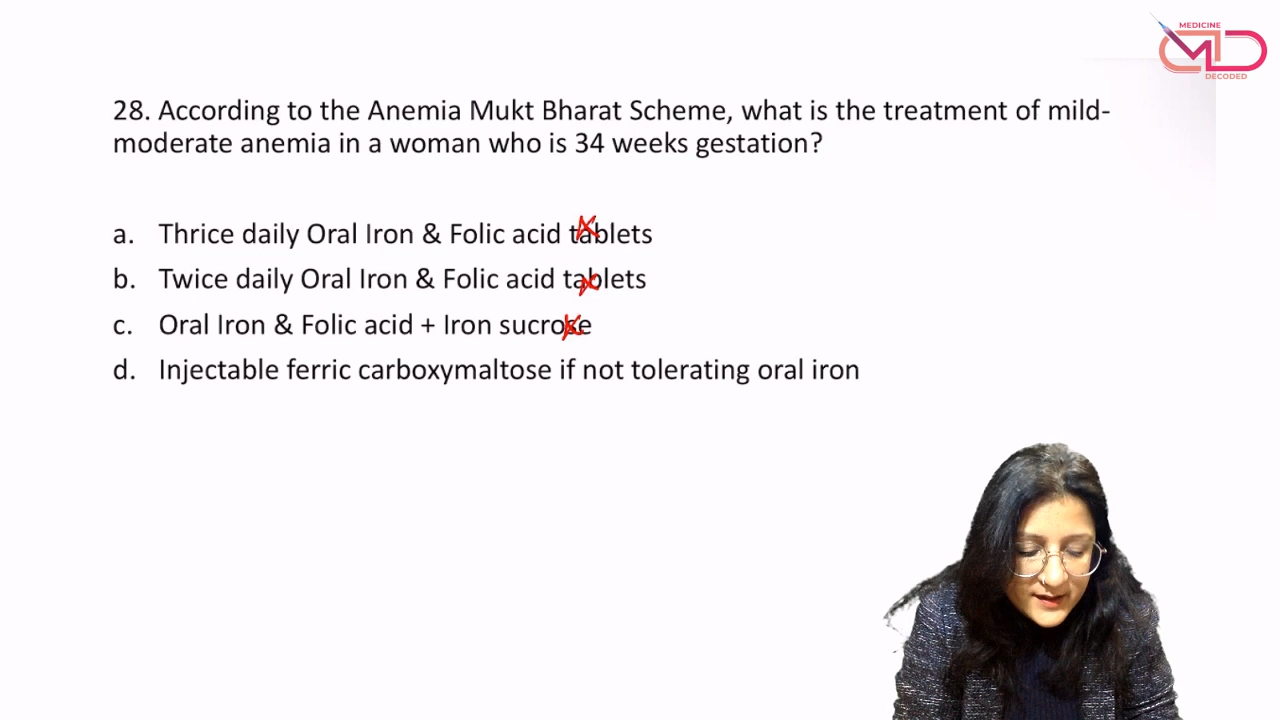 MEDICINE
MD
DECODED
28. According to the Anemia Mukt Bharat Scheme, what is the treatment of mild-
moderate anemia in a woman who is 34 weeks gestation?
a. Thrice daily Oral Iron & Folic acid tablets
b. Twice daily Oral Iron & Folic acid tablets
c. Oral Iron & Folic acid + Iron sucrose
d. Injectable ferric carboxymaltose if not tolerating oral iron